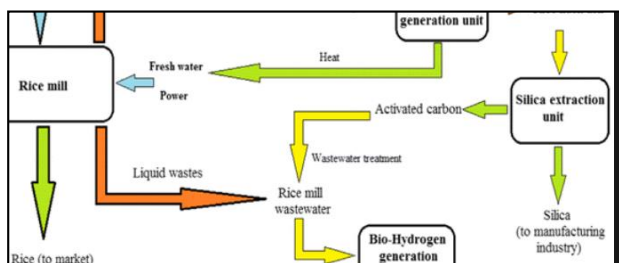 generation unit
Heat
Fresh water
Power
Rice mill
Activated carbon
Silica extraction
unit
Wastewater treatment
Liquid wastes
Rice mill
wastewater
Silica
(to manufacturing
industry)
Bio-Hydrogen
generation
Rice (to market)